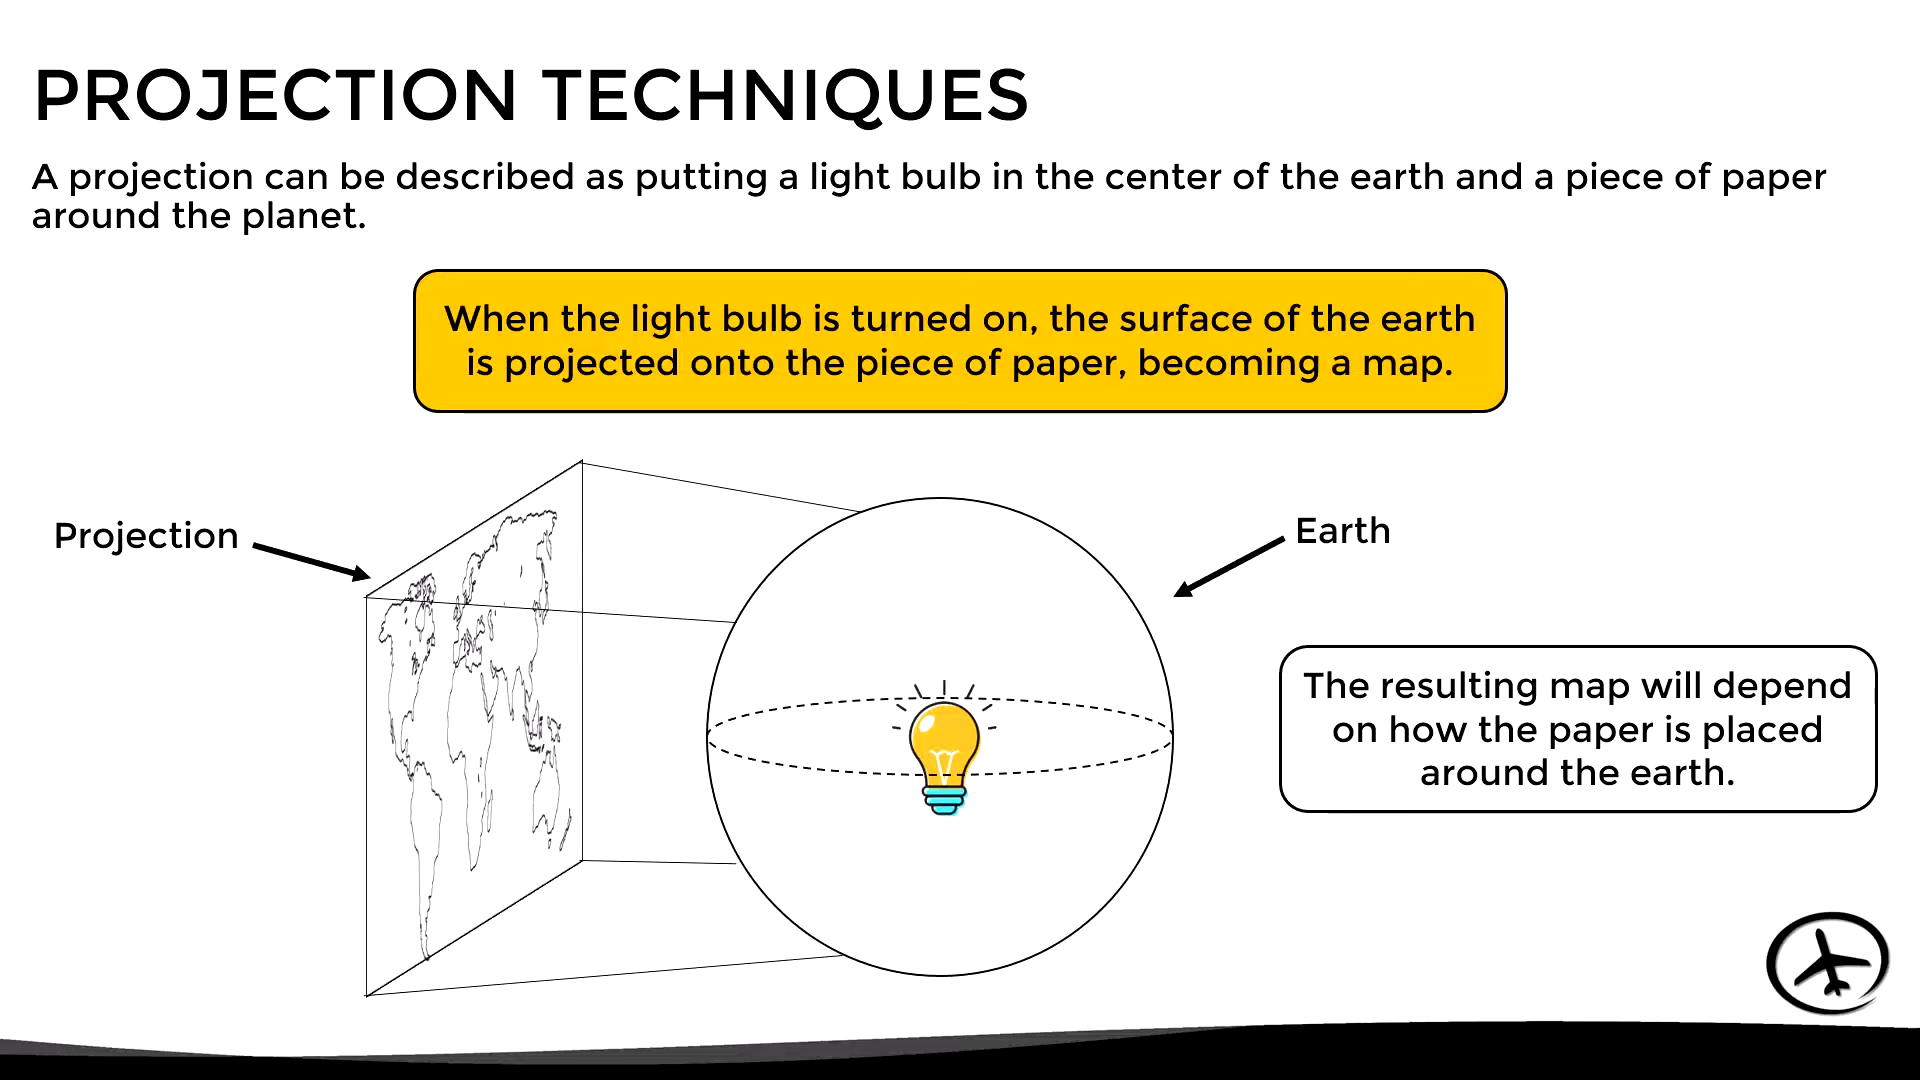 PROJECTION TECHNIQUES
A projection can be described as putting a light bulb in the center of the earth and a piece of paper
around the planet.
When the light bulb is turned on, the surface of the earth
is projected onto the piece of paper, becoming a map.
Projection
Earth
The resulting map will depend
on how the paper is placed
around the earth.